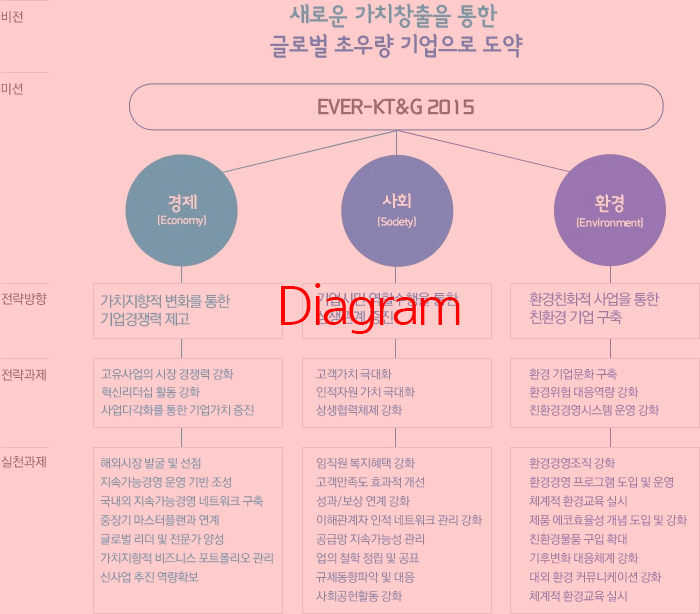 비전
새로운 가치창출을 통한
글로벌 초우량 기업으로 도약
미션
EVER-KT&G 2015
경제
(Economy)
사회
(Society)
환경
(Environment)
전략방향
가치지향적 변화를 통한
기업경쟁력 제고
기업시민 역할수행을 통한
관계 증진
환경친화적 사업을 통한
친환경 기업 구축
Diagram
전략과제
고유사업의 시장 경쟁력 강화
혁신리더십 활동 강화
사업다각화를 통한 기업가치 증진
고객가치 극대화
인적자원 가치 극대화
상생협력체제 강화
환경 기업문화 구축
환경위험 대응역량 강화
친환경경영시스템 운영 강화
실천과제
해외시장 발굴 및 선점
지속가능경영 운영 기반 조성
국내외 지속가능경영 네트워크 구축
중장기 마스터플랜과 연계
글로벌 리더 및 전문가 양성
가치지향적 비즈니스 포트폴리오 관리
신사업 추진 역량확보
임직원 복지혜택 강화
고객만족도 효과적 개선
성과/보상 연계 강화
이해관계자 인적 네트워크 관리 강화
공급망 지속가능성 관리
업의 철학 정립 및 공표
규제동향파악 및 대응
사회공헌활동 강화
환경경영조직 강화
환경경영 프로그램 도입 및 운영
체계적 환경교육 실시
제품 에코효율성 개념 도입 및 강화
친환경물품 구입 확대
기후변화 대응체계 강화
대외 환경 커뮤니케이션 강화
체계적 환경교육 실시